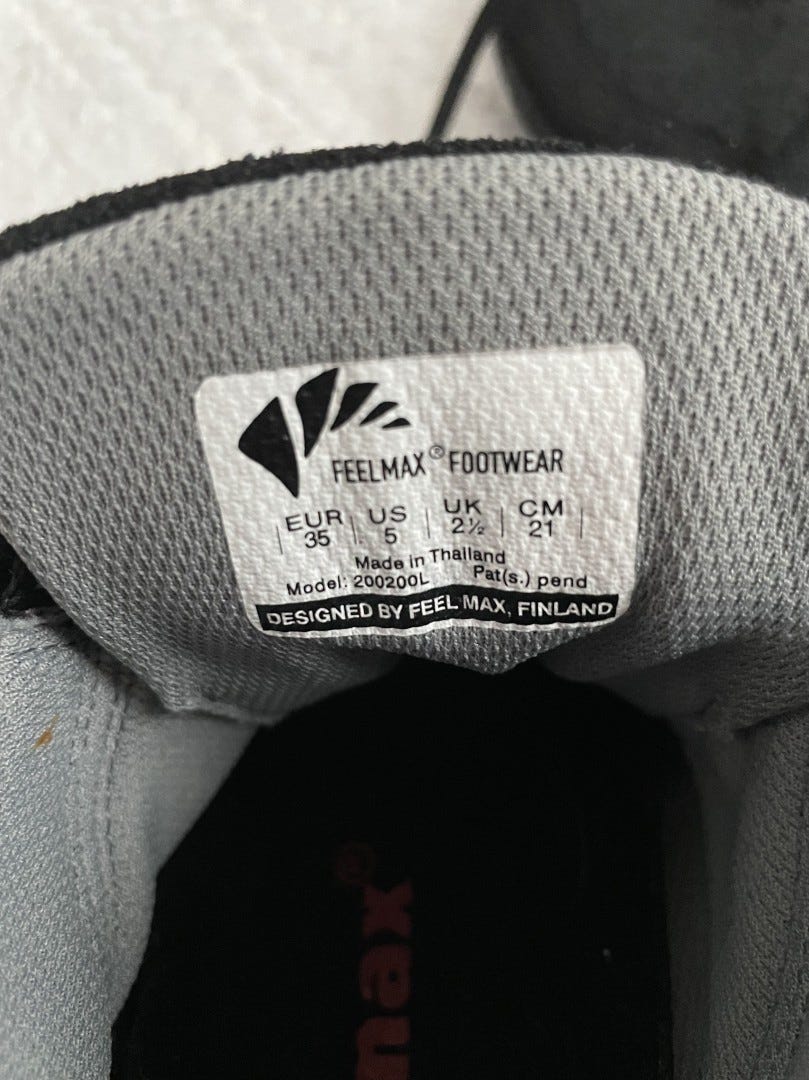 FEELMAX® FOOTWEAR
| EUR | US | UK | CM |
| 35 | 5 | 2½ | 21 |
Made in Thailand
Model: 200200L Pat(s.) pend
DESIGNED BY FEEL MAX, FINLAND
max®